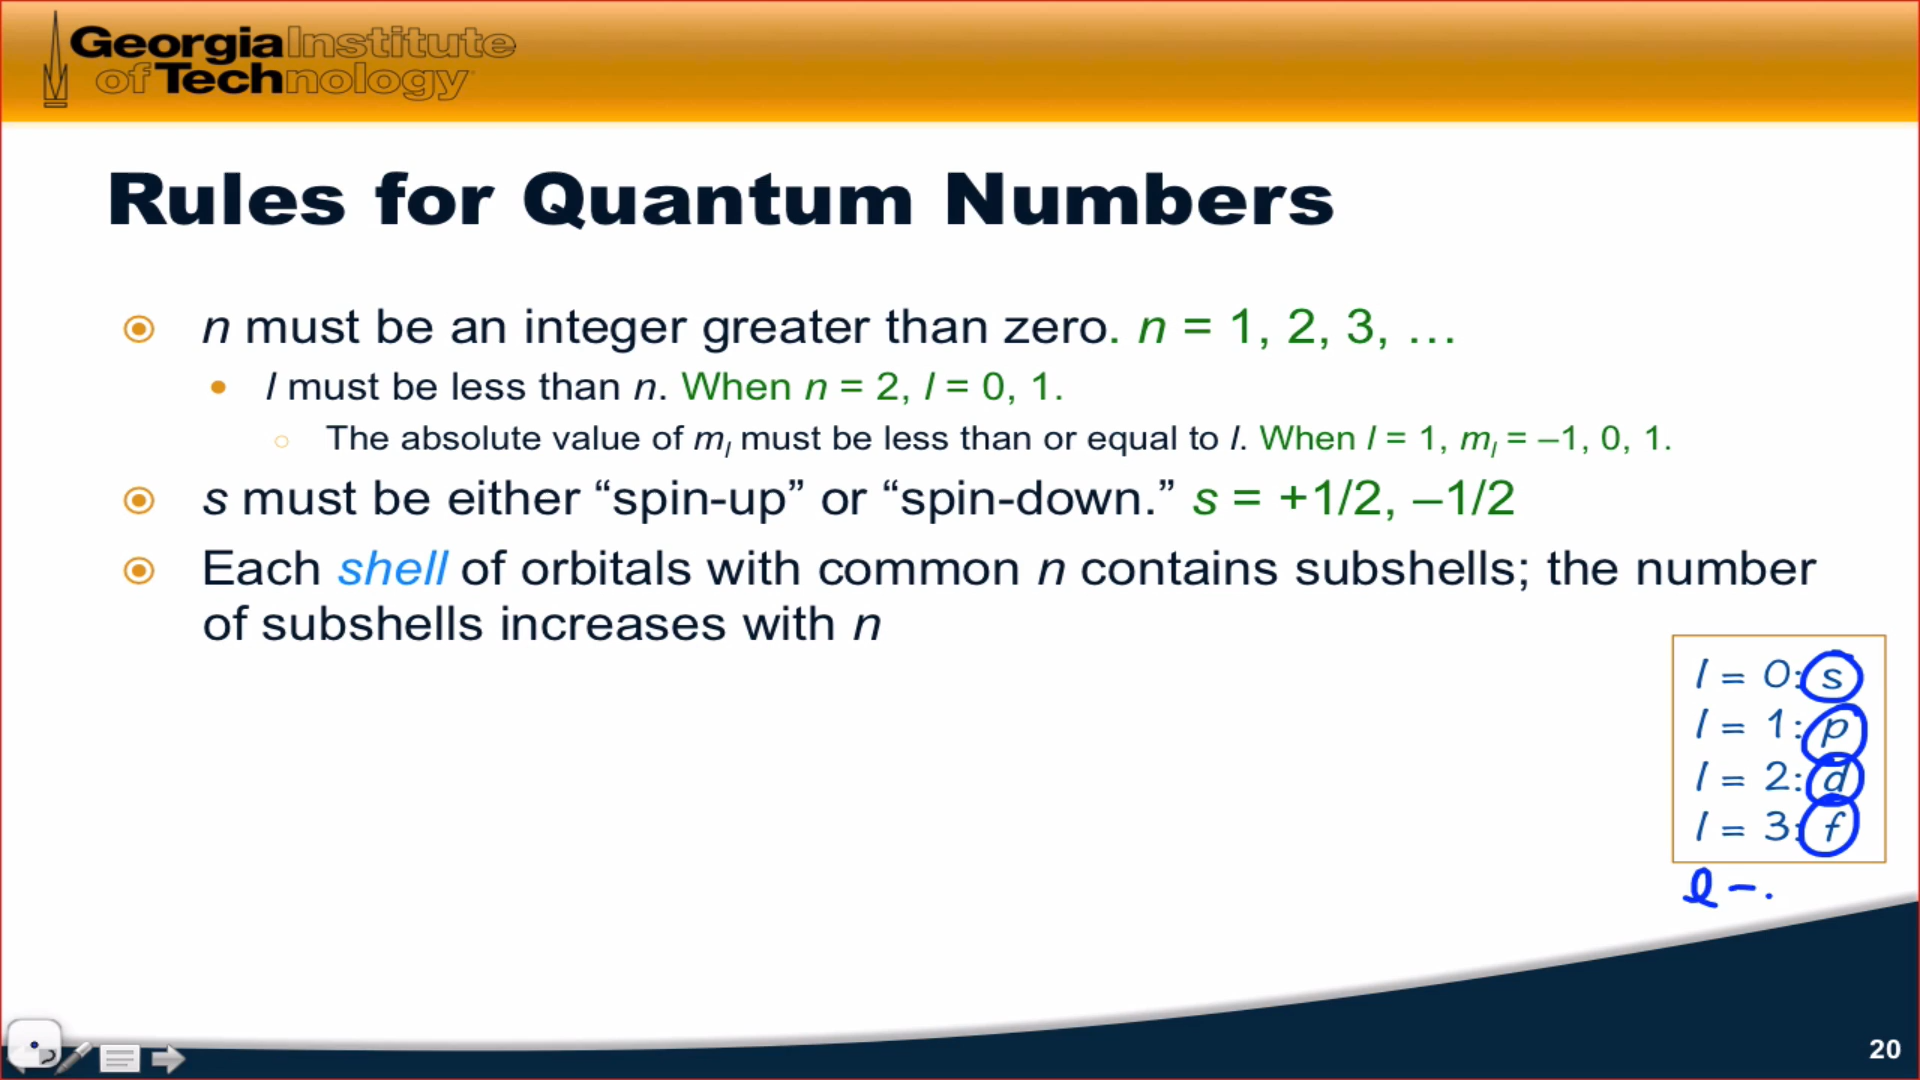 Georgia Institute
of Technology
Rules for Quantum Numbers
n must be an integer greater than zero. n = 1, 2, 3, …
l must be less than n. When n = 2, l = 0, 1.
The absolute value of mₗ must be less than or equal to l. When l = 1, mₗ = –1, 0, 1.
s must be either “spin-up” or “spin-down.” s = +1/2, –1/2
Each shell of orbitals with common n contains subshells; the number
of subshells increases with n
l = 0: s
l = 1: p
l = 2: d
l = 3: f
l –.
20